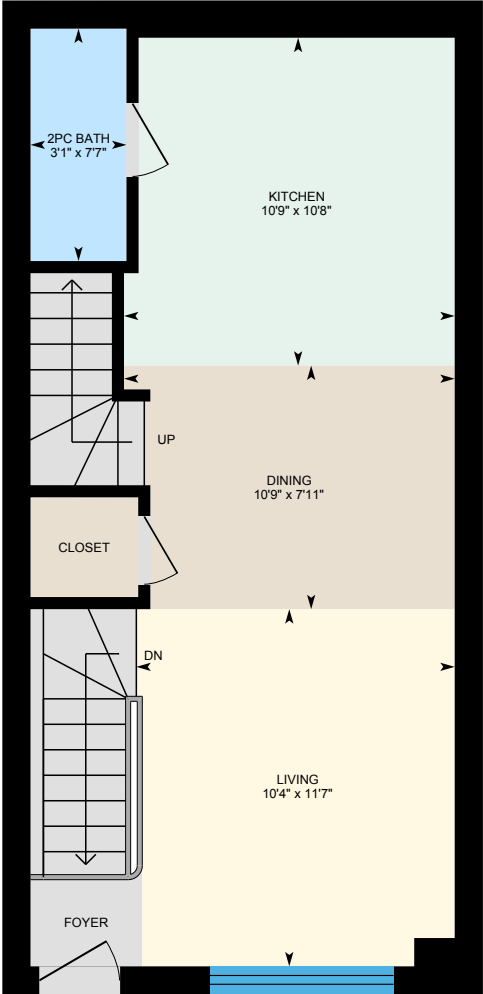 2PC BATH
3'1" x 7'7"
KITCHEN
10'9" x 10'8"
UP
DINING
10'9" x 7'11"
CLOSET
DN
LIVING
10'4" x 11'7"
FOYER